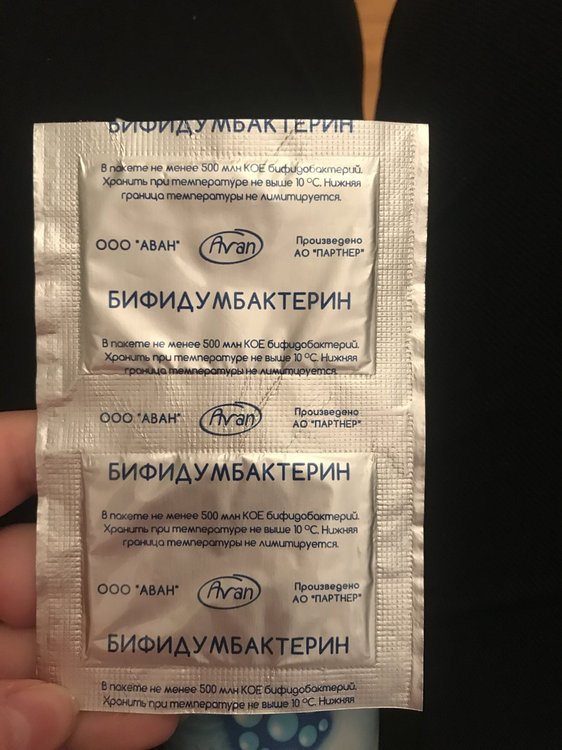 БИФИДУМБАКТЕРИН
В пакете не менее 500 млн КОЕ бифидобактерий.
Хранить при температуре не выше 10 °С. Нижняя
граница температуры не лимитируется.
ООО "АВАН" Avan Произведено
АО "ПАРТНЕР"
БИФИДУМБАКТЕРИН
В пакете не менее 500 млн КОЕ бифидобактерий.
Хранить при температуре не выше 10 °С. Нижняя
граница температуры не лимитируется.
ООО "АВАН" Avan Произведено
АО "ПАРТНЕР"
БИФИДУМБАКТЕРИН
В пакете не менее 500 млн КОЕ бифидобактерий.
Хранить при температуре не выше 10 °С. Нижняя
граница температуры не лимитируется.
ООО "АВАН" Avan Произведено
АО "ПАРТНЕР"
БИФИДУМБАКТЕРИН
В пакете не менее 500 млн КОЕ бифидобактерий.
Хранить при температуре не выше 10 °С. Нижняя